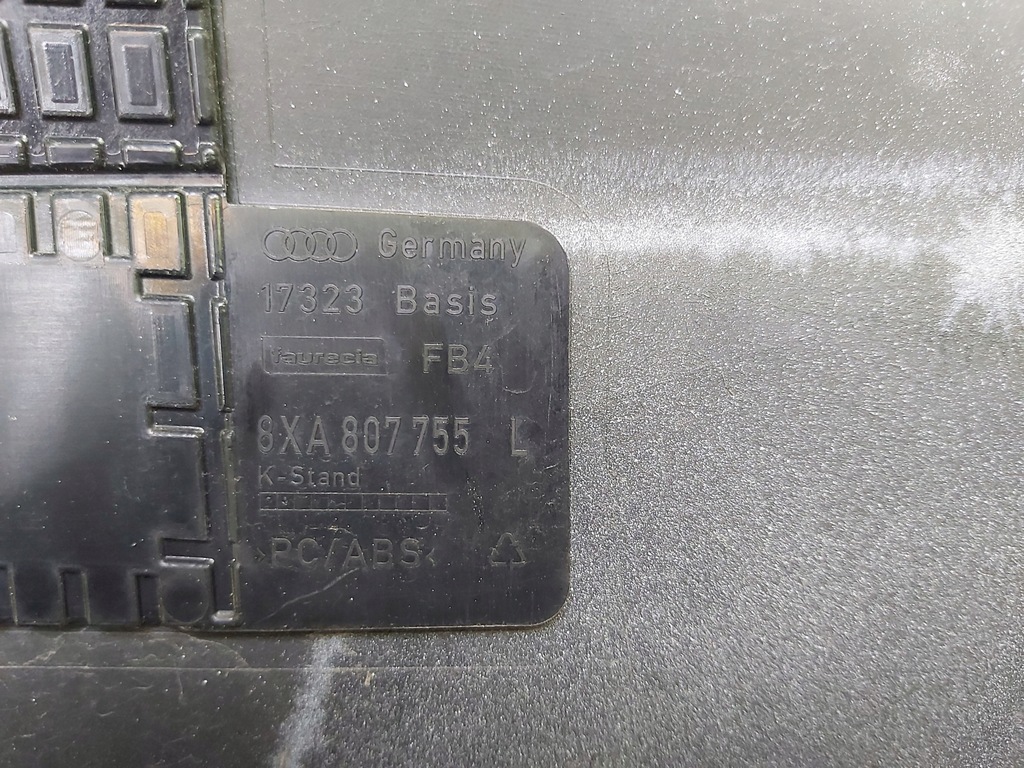 Germany
17323 Basis
faurecia FB4
8XA 807 755 L
K-Stand
>PC/ABS<